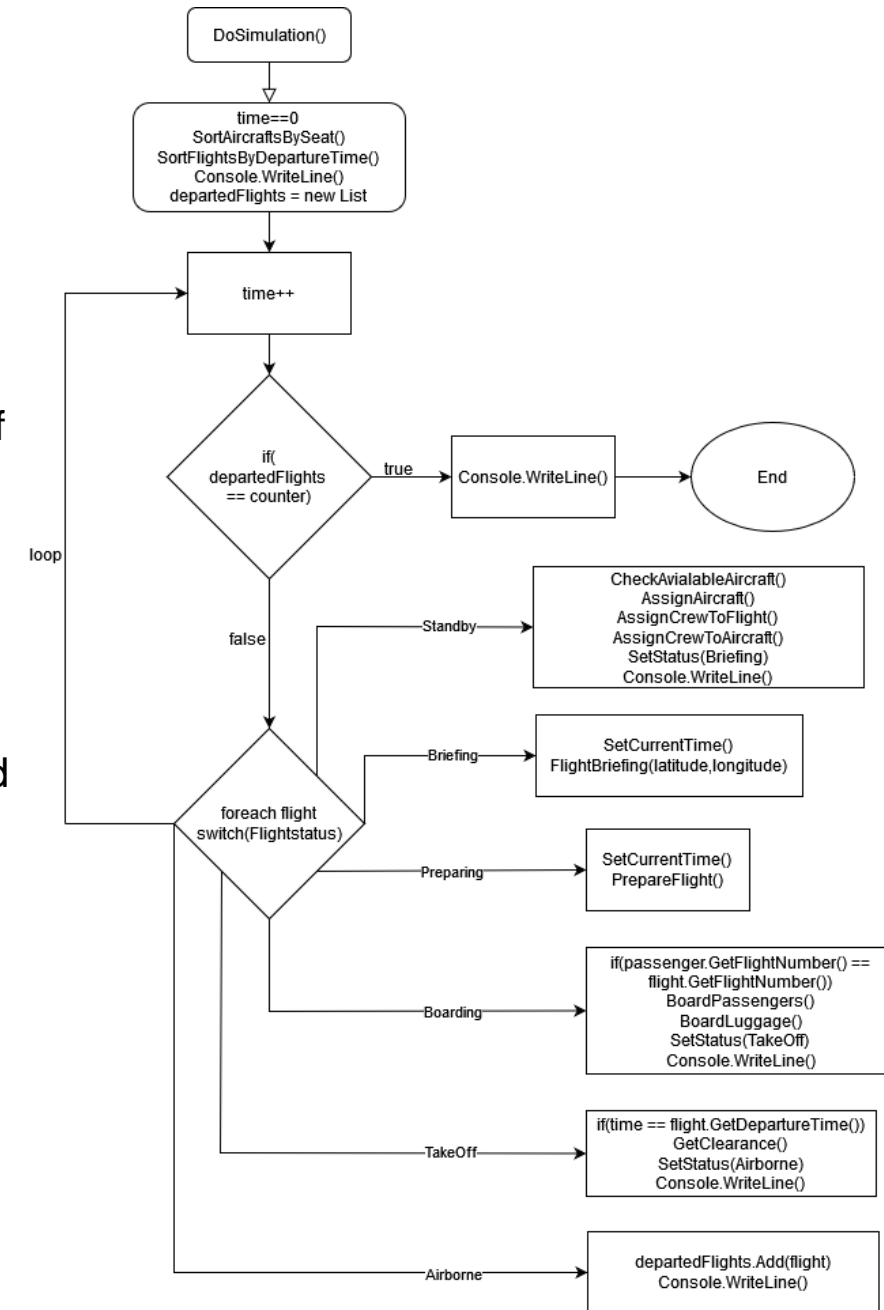 DoSimulation()
time==0
SortAircraftsBySeat()
SortFlightsByDepartureTime()
Console.WriteLine()
departedFlights = new List
time++
if(
departedFlights
== counter)
true
Console.WriteLine()
End
f
loop
false
Standby
CheckAvialableAircraft()
AssignAircraft()
AssignCrewToFlight()
AssignCrewToAircraft()
SetStatus(Briefing)
Console.WriteLine()
d
foreach flight
switch(Flightstatus)
Briefing
SetCurrentTime()
FlightBriefing(latitude,longitude)
Preparing
SetCurrentTime()
PrepareFlight()
Boarding
if(passenger.GetFlightNumber() ==
flight.GetFlightNumber())
BoardPassengers()
BoardLuggage()
SetStatus(TakeOff)
Console.WriteLine()
TakeOff
if(time == flight.GetDepartureTime())
GetClearance()
SetStatus(Airborne)
Console.WriteLine()
Airborne
departedFlights.Add(flight)
Console.WriteLine()